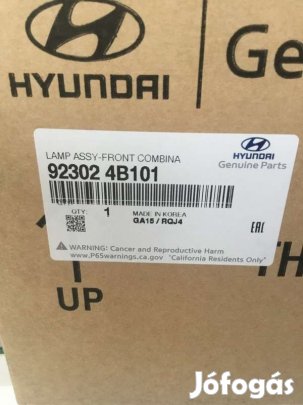 HYUNDAI
Ge
LAMP ASSY-FRONT COMBINA
92302 4B101
HYUNDAI
Genuine Parts
QTY:
1
MADE IN KOREA
GA15 / RQJ4
EAC
WARNING: Cancer and Reproductive Harm
www.P65warnings.ca.gov "California Residents Only"
UP
TH
Jófogás